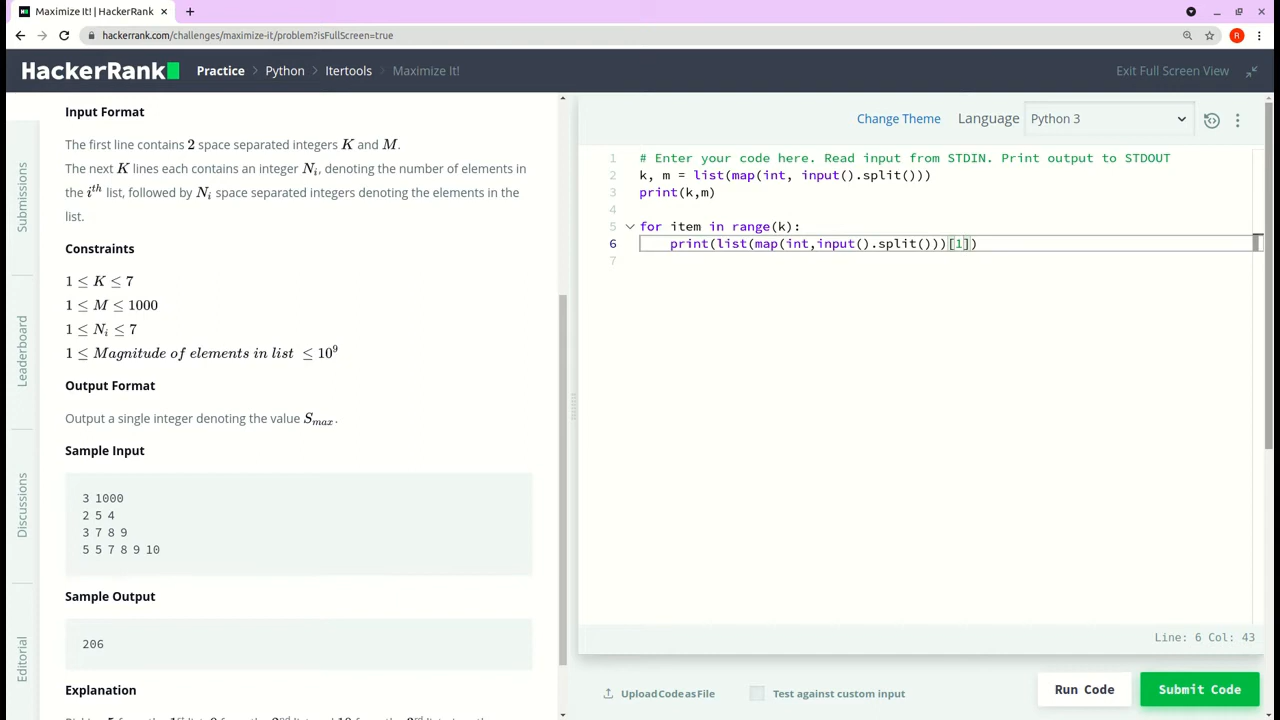 Maximize It! | HackerRank
hackerrank.com/challenges/maximize-it/problem?isFullScreen=true
R
HackerRank
Practice > Python > Itertools > Maximize It!
Exit Full Screen View
Submissions
Leaderboard
Discussions
Editorial
Input Format
The first line contains 2 space separated integers K and M.
The next K lines each contains an integer Nᵢ, denoting the number of elements in
the iᵗʰ list, followed by Nᵢ space separated integers denoting the elements in the
list.
Constraints
1 ≤ K ≤ 7
1 ≤ M ≤ 1000
1 ≤ Nᵢ ≤ 7
1 ≤ Magnitude of elements in list ≤ 10⁹
Output Format
Output a single integer denoting the value Sₘₐₓ.
Sample Input
3 1000
2 5 4
3 7 8 9
5 5 7 8 9 10
Sample Output
206
Explanation
Change Theme
Language
Python 3
1 # Enter your code here. Read input from STDIN. Print output to STDOUT
2 k, m = list(map(int, input().split()))
3 print(k,m)
4
5 for item in range(k):
6 print(list(map(int,input().split()))[1])
7
Line: 6 Col: 43
Upload Code as File
Test against custom input
Run Code
Submit Code